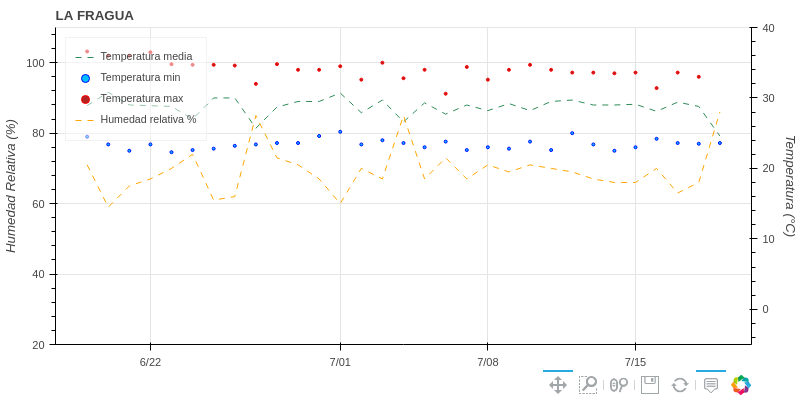 LA FRAGUA
Temperatura media
Temperatura min
Temperatura max
Humedad relativa %
Humedad Relativa (%)
100
80
60
40
20
Temperatura (°C)
40
30
20
10
0
6/22
7/01
7/08
7/15